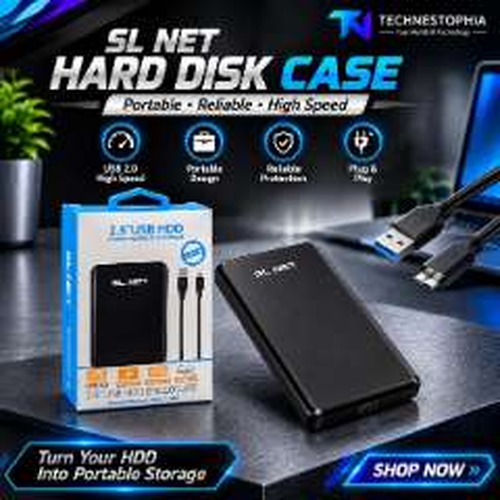 TECHNESTOPHIA
SL NET
HARD DISK CASE
Portable • Reliable • High Speed
USB 2.0
High Speed
Portable
Design
Reliable
Protection
Plug &
Play
2.5" USB HDD
SL NET
SL NET
Turn Your HDD
Into Portable Storage
SHOP NOW »